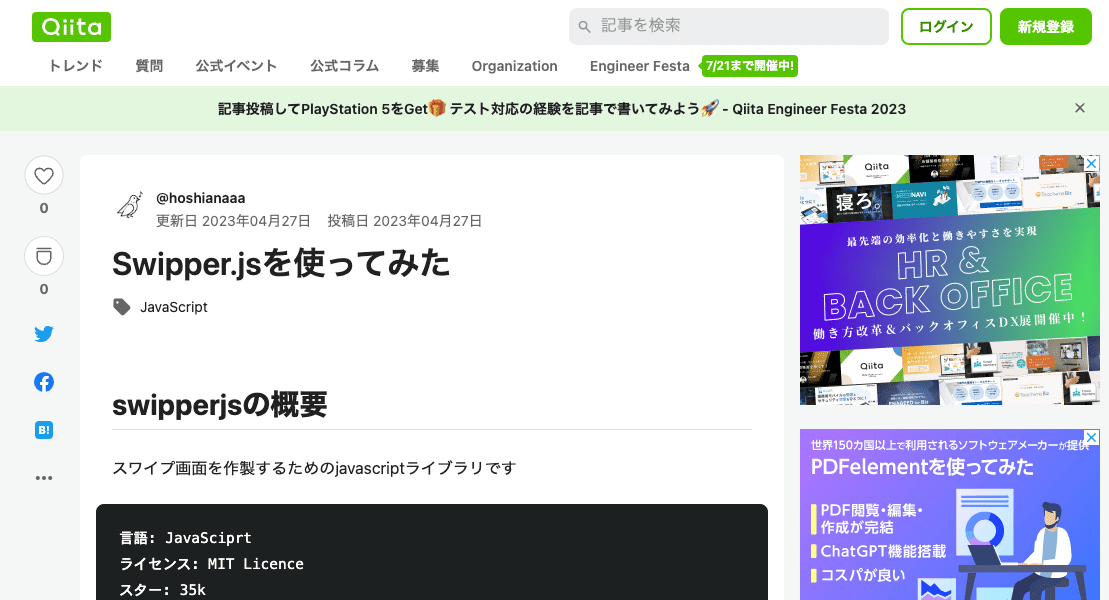 Qiita
記事を検索
ログイン
新規登録
トレンド
質問
公式イベント
公式コラム
募集
Organization
Engineer Festa
7/21まで開催中!
記事投稿してPlayStation 5をGet🎁 テスト対応の経験を記事で書いてみよう🚀 - Qiita Engineer Festa 2023
0
0
B!
@hoshianaaa
更新日 2023年04月27日 投稿日 2023年04月27日
Swipper.jsを使ってみた
JavaScript
swipperjsの概要
スワイプ画面を作製するためのjavascriptライブラリです
言語: JavaSciprt
ライセンス: MIT Licence
スター: 35k
Qiita
寝ろ。
最先端の効率化と働きやすさを実現
HR &
BACK OFFICE
働き方改革&バックオフィスDX展開催中!
Qiita
世界150カ国以上で利用されるソフトウェアメーカーが提供
PDFelementを使ってみた
PDF閲覧・編集・
作成が完結
ChatGPT機能搭載
コスパが良い